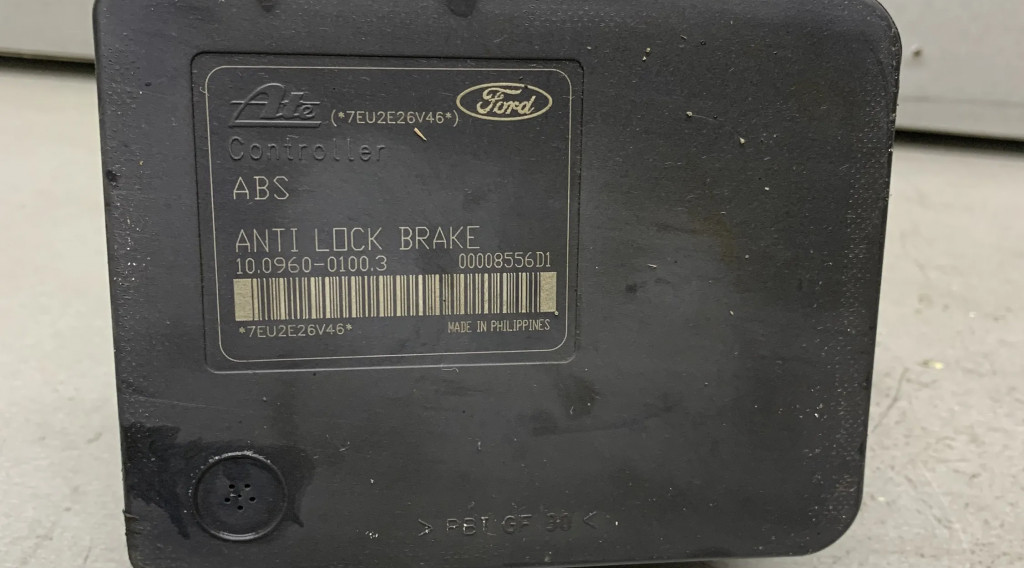 Ate (*7EU2E26V46*) Ford
Controller
ABS
ANTI LOCK BRAKE
10.0960-0100.3 00008556D1
*7EU2E26V46* MADE IN PHILIPPINES
> PBT GF 30 <